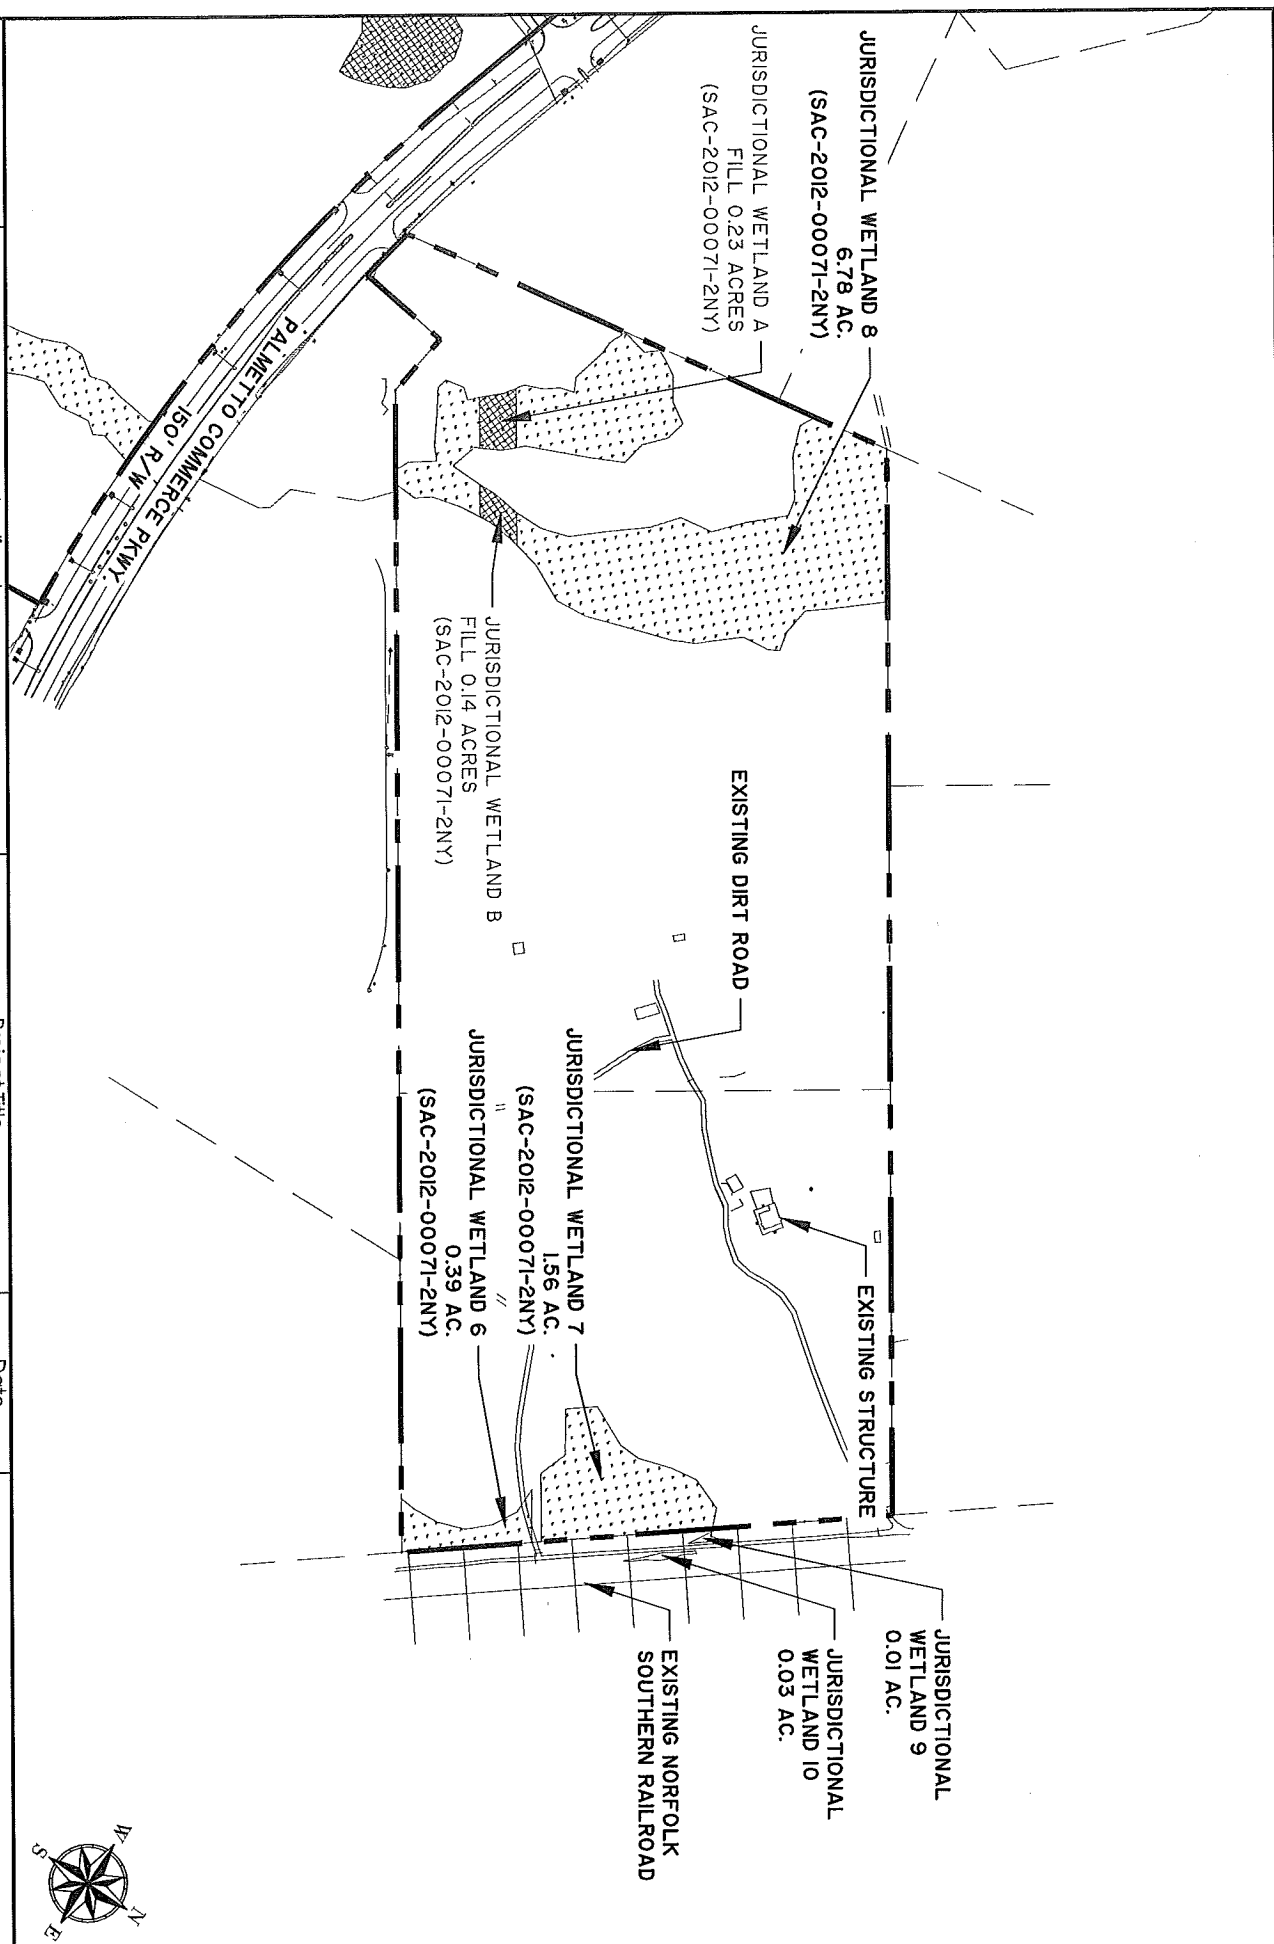 JURISDICTIONAL WETLAND 8
6.78 AC.
(SAC-2012-00071-2NY)
JURISDICTIONAL WETLAND A
FILL 0.23 ACRES
(SAC-2012-00071-2NY)
PALMETTO COMMERCE PKWY.
150' R/W
JURISDICTIONAL WETLAND B
FILL 0.14 ACRES
(SAC-2012-00071-2NY)
EXISTING DIRT ROAD
JURISDICTIONAL WETLAND 7
1.56 AC.
(SAC-2012-00071-2NY)
JURISDICTIONAL WETLAND 6
0.39 AC.
(SAC-2012-00071-2NY)
EXISTING STRUCTURE
JURISDICTIONAL
WETLAND 9
0.01 AC.
JURISDICTIONAL
WETLAND 10
0.03 AC.
EXISTING NORFOLK
SOUTHERN RAILROAD
W
N
S
E